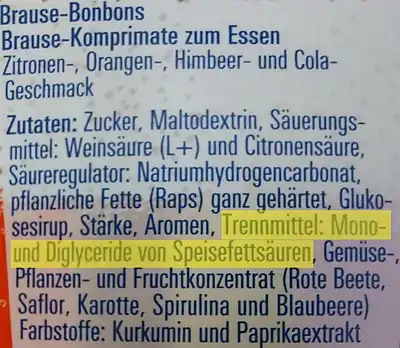 Brause-Bonbons
Brause-Komprimate zum Essen
Zitronen-, Orangen-, Himbeer- und Cola-
Geschmack
Zutaten: Zucker, Maltodextrin, Säuerungs-
mittel: Weinsäure (L+) und Citronensäure,
Säureregulator: Natriumhydrogencarbonat,
pflanzliche Fette (Raps) ganz gehärtet, Gluko-
sesirup, Stärke, Aromen, Trennmittel: Mono-
und Diglyceride von Speisefettsäuren, Gemüse-,
Pflanzen- und Fruchtkonzentrat (Rote Beete,
Saflor, Karotte, Spirulina und Blaubeere)
Farbstoffe: Kurkumin und Paprikaextrakt